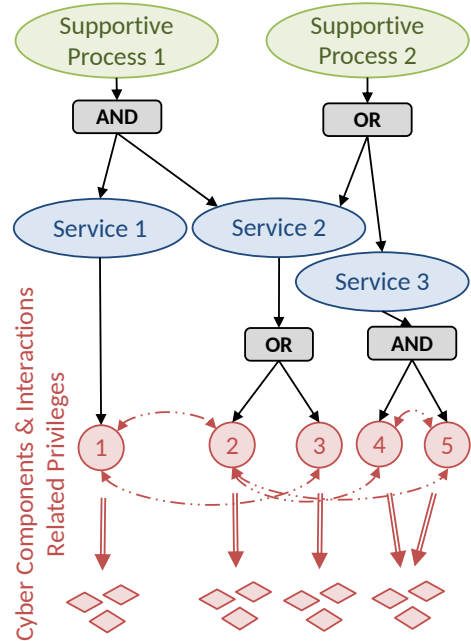 Supportive
Process 1
Supportive
Process 2
AND
OR
Service 1
Service 2
Service 3
OR
AND
1
2
3
4
5
Cyber Components & Interactions
Related Privileges